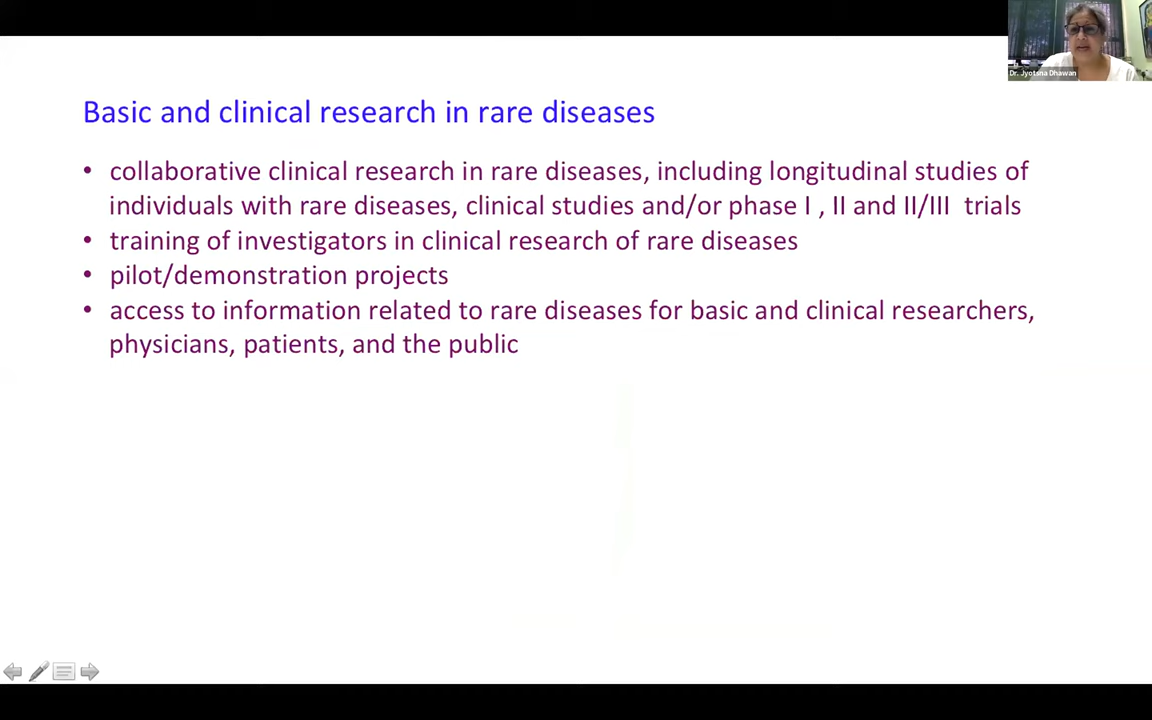 Dr. Jyotsna Dhawan
Basic and clinical research in rare diseases
• collaborative clinical research in rare diseases, including longitudinal studies of
individuals with rare diseases, clinical studies and/or phase I , II and II/III trials
• training of investigators in clinical research of rare diseases
• pilot/demonstration projects
• access to information related to rare diseases for basic and clinical researchers,
physicians, patients, and the public